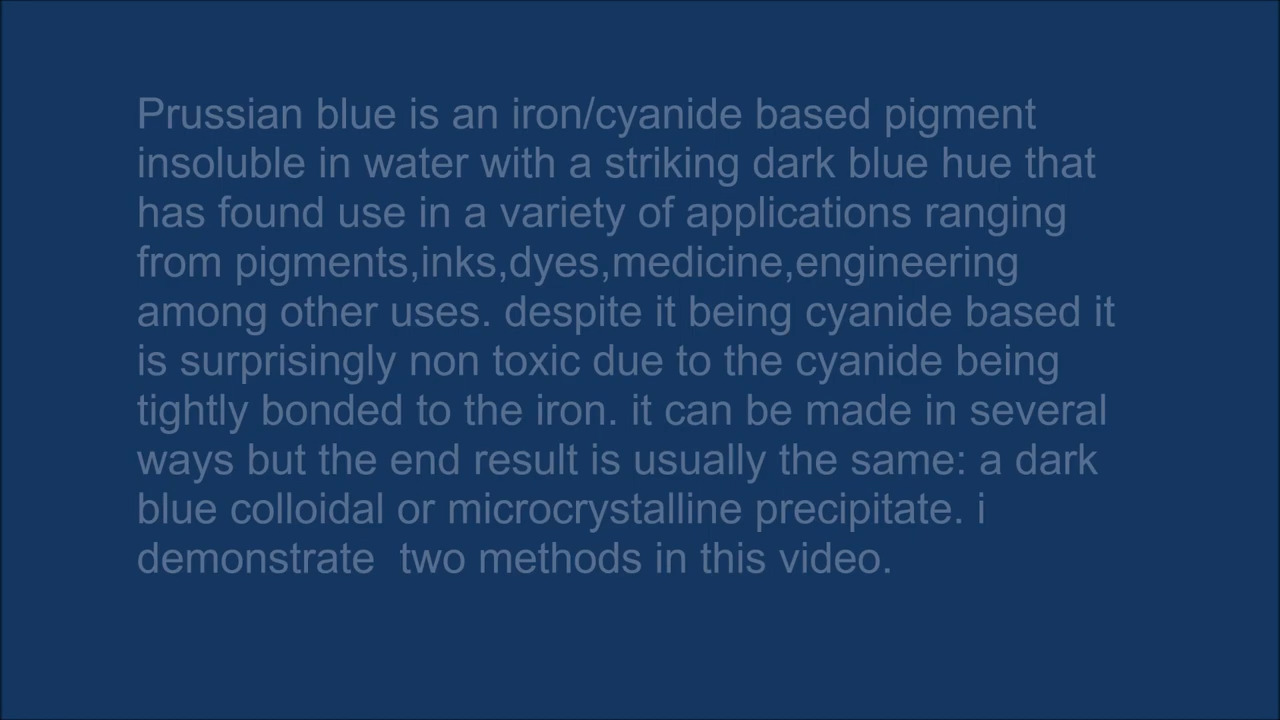 Prussian blue is an iron/cyanide based pigment
insoluble in water with a striking dark blue hue that
has found use in a variety of applications ranging
from pigments,inks,dyes,medicine,engineering
among other uses. despite it being cyanide based it
is surprisingly non toxic due to the cyanide being
tightly bonded to the iron. it can be made in several
ways but the end result is usually the same: a dark
blue colloidal or microcrystalline precipitate. i
demonstrate  two methods in this video.